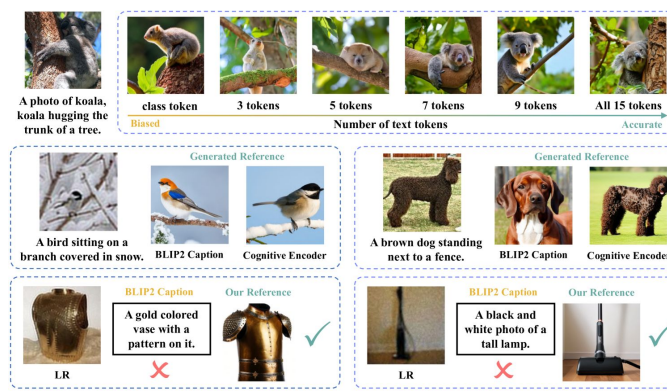 A photo of koala,
koala hugging the
trunk of a tree.
class token
3 tokens
5 tokens
7 tokens
9 tokens
All 15 tokens
Biased
Number of text tokens
Accurate
Generated Reference
A bird sitting on a
branch covered in snow.
BLIP2 Caption
Cognitive Encoder
Generated Reference
A brown dog standing
next to a fence.
BLIP2 Caption
Cognitive Encoder
BLIP2 Caption
Our Reference
A gold colored
vase with a
pattern on it.
LR
BLIP2 Caption
Our Reference
A black and
white photo of a
tall lamp.
LR